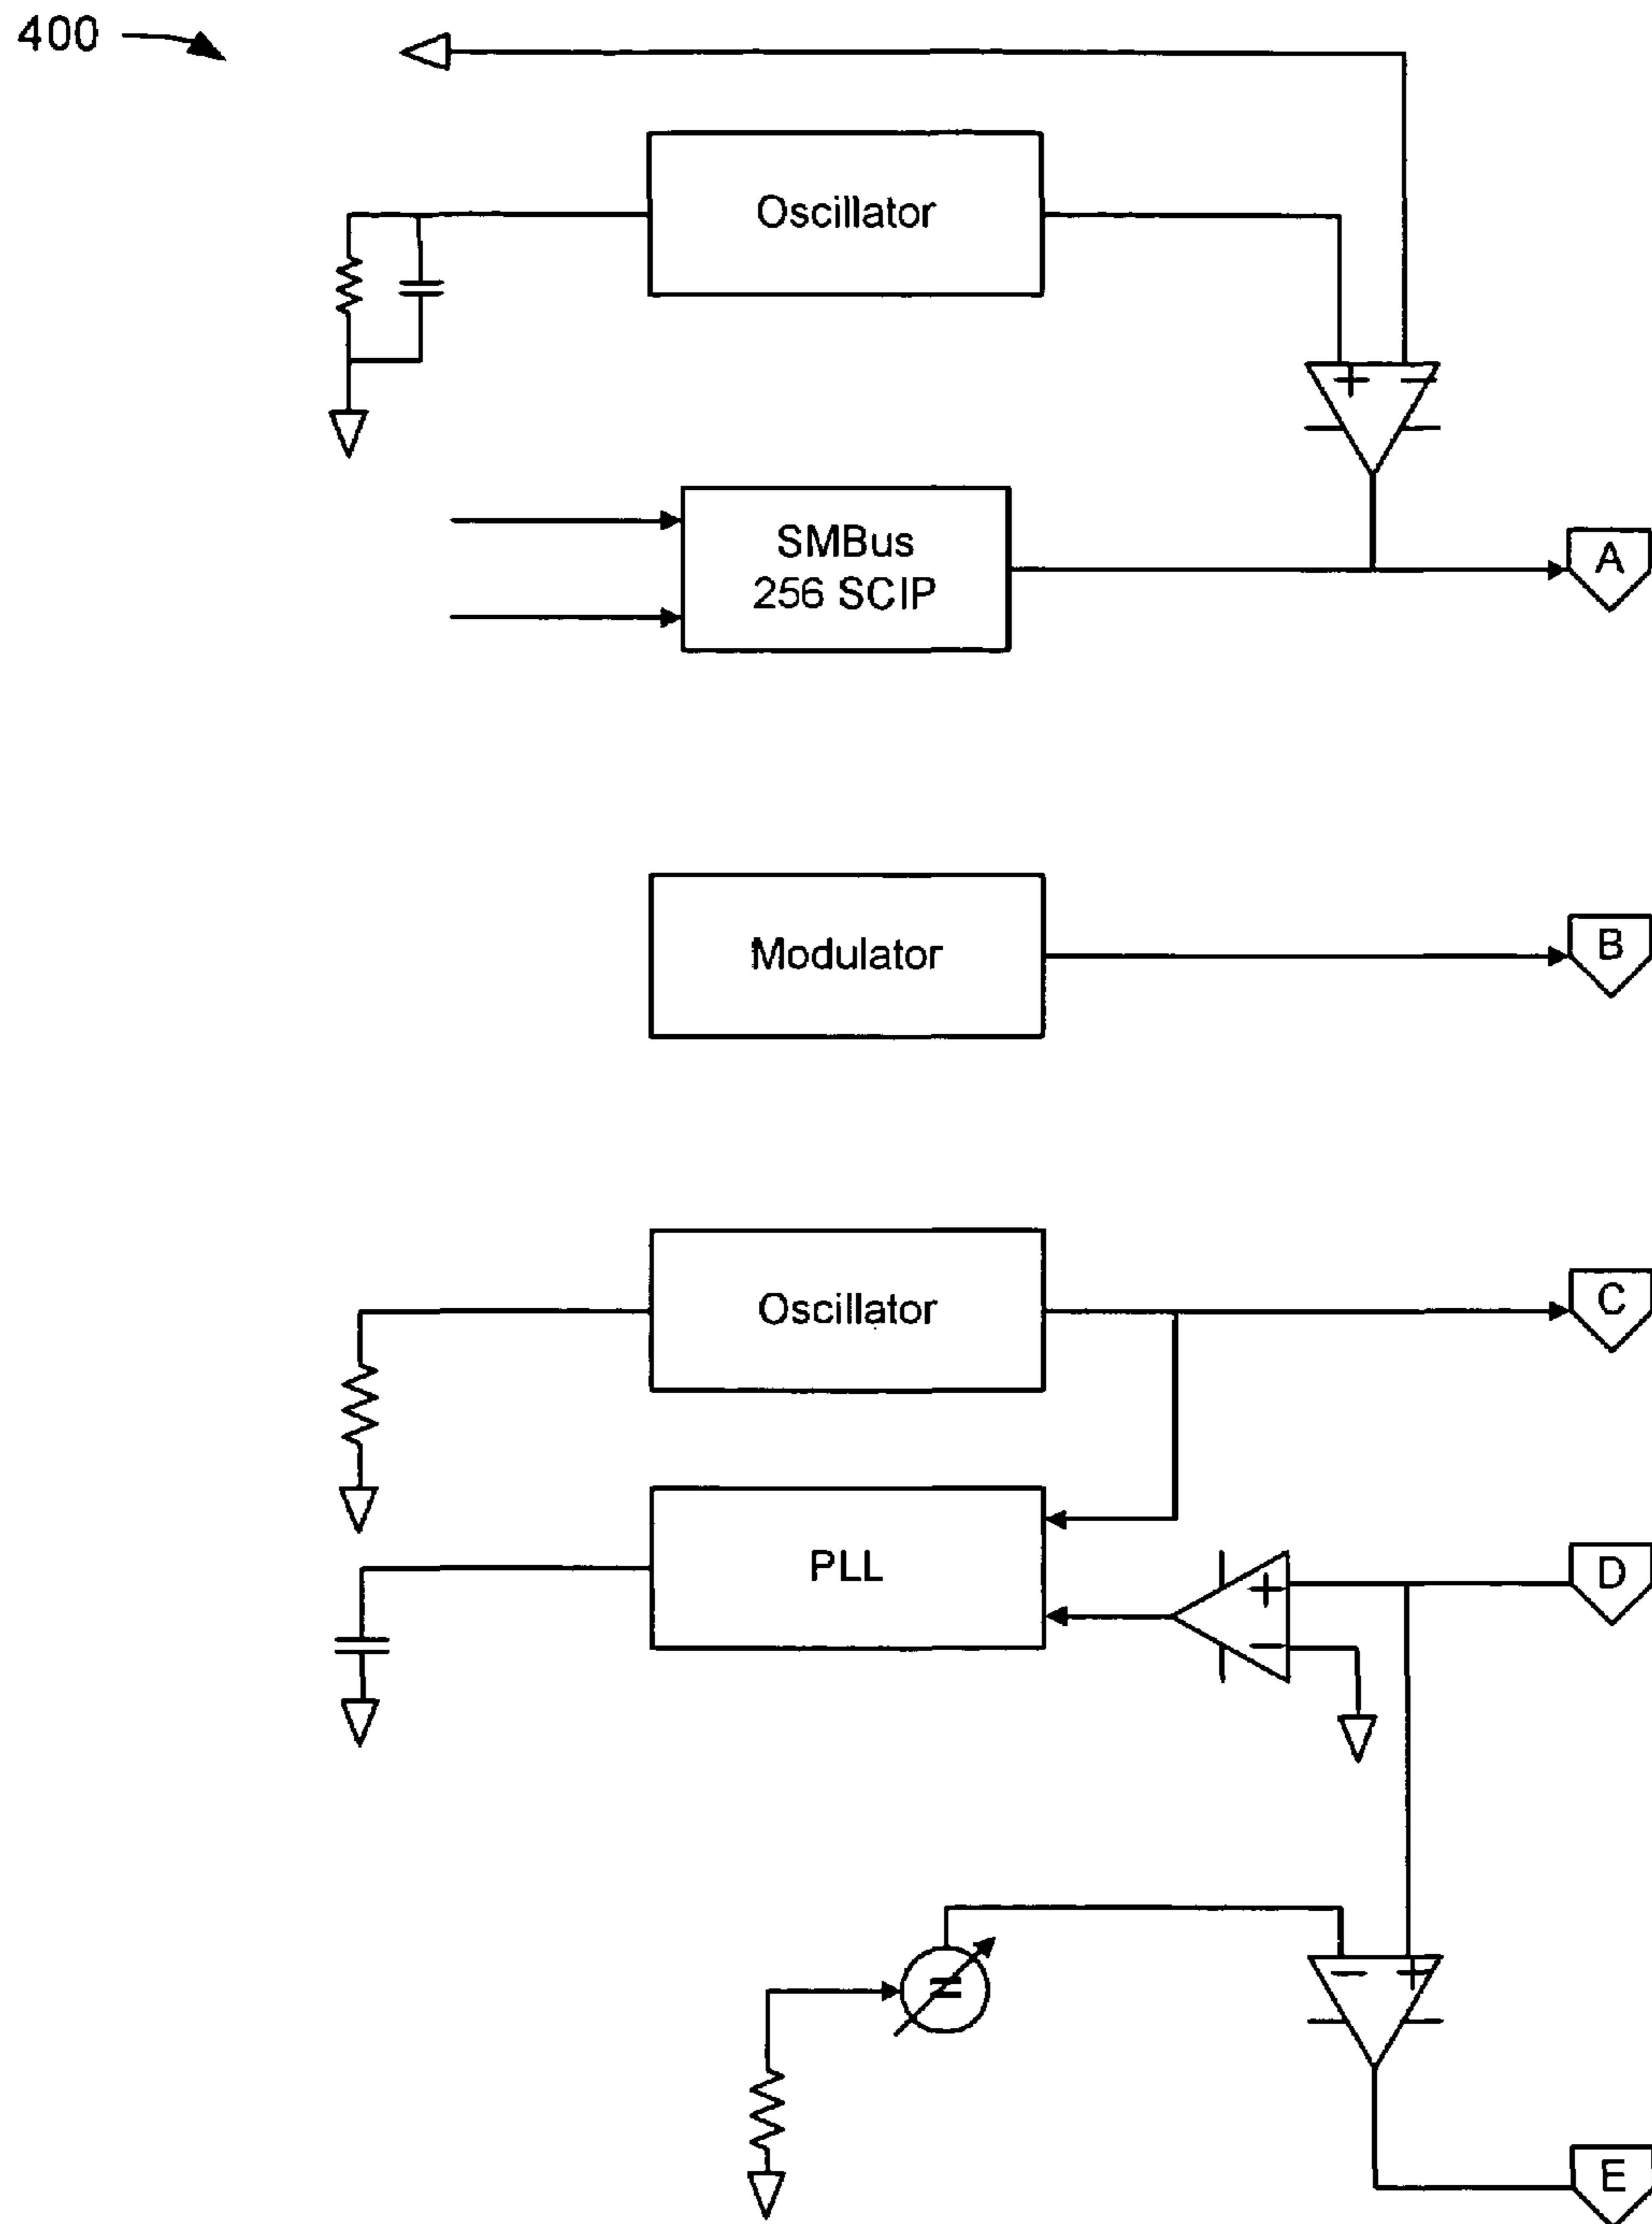 400
Oscillator
SMBus
256 SCIP
A
Modulator
B
Oscillator
C
PLL
D
E